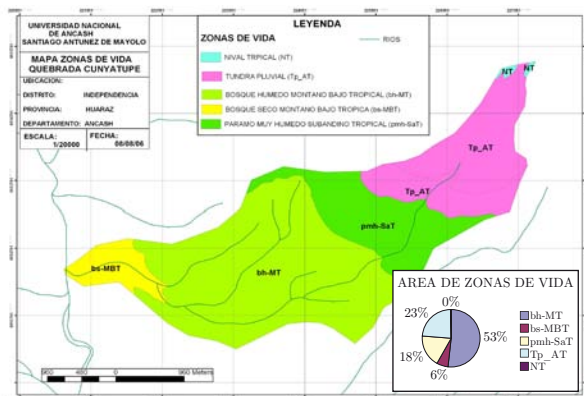 UNIVERSIDAD NACIONAL
DE ANCASH
SANTIAGO ANTUNEZ DE MAYOLO
MAPA ZONAS DE VIDA
QUEBRADA CUNYATUPE
UBICACION:
DISTRITO: INDEPENDENCIA
PROVINCIA: HUARAZ
DEPARTAMENTO: ANCASH
ESCALA: 1/20000
FECHA: 08/08/06
LEYENDA
ZONAS DE VIDA
RIOS
NIVAL TRPICAL (NT)
TUNDRA PLUVIAL (Tp_AT)
BOSQUE HUMEDO MONTANO BAJO TROPICAL (bh-MT)
BOSQUE SECO MONTANO BAJO TROPICA (bs-MBT)
PARAMO MUY HUMEDO SUBANDINO TROPICAL (pmh-SaT)
NT
NT
Tp_AT
Tp_AT
pmh-SaT
bs-MBT
bh-MT
AREA DE ZONAS DE VIDA
0%
23%
53%
18%
6%
bh-MT
bs-MBT
pmh-SaT
Tp_AT
NT
960 480 0 960 Meters